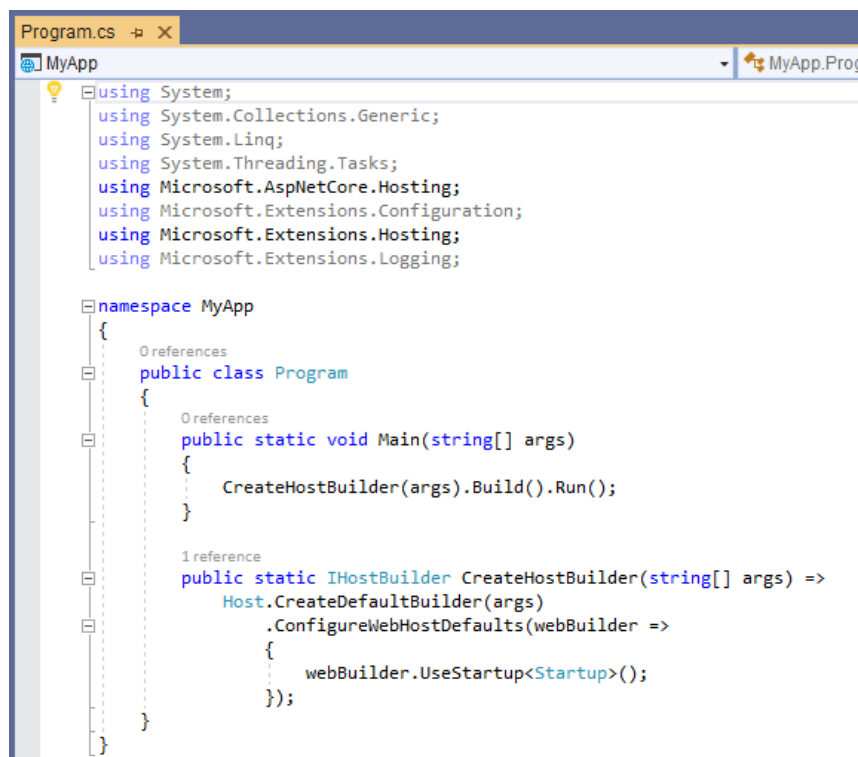 Program.cs
MyApp
MyApp.Prog
using System;
using System.Collections.Generic;
using System.Linq;
using System.Threading.Tasks;
using Microsoft.AspNetCore.Hosting;
using Microsoft.Extensions.Configuration;
using Microsoft.Extensions.Hosting;
using Microsoft.Extensions.Logging;
namespace MyApp
{
0 references
public class Program
{
0 references
public static void Main(string[] args)
{
CreateHostBuilder(args).Build().Run();
}
1 reference
public static IHostBuilder CreateHostBuilder(string[] args) =>
Host.CreateDefaultBuilder(args)
.ConfigureWebHostDefaults(webBuilder =>
{
webBuilder.UseStartup<Startup>();
});
}
}